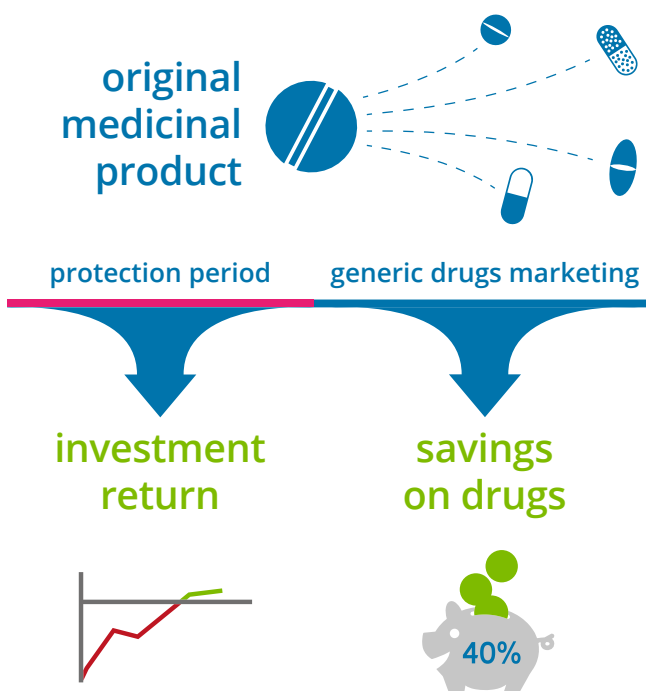 original
medicinal
product
protection period
generic drugs marketing
investment
return
savings
on drugs
40%